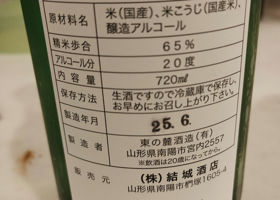 原材料名 米(国産)、米こうじ(国産米)、
醸造アルコール
精米歩合 65%
アルコール分 20度
内容量 720ml
保存方法 生酒ですので冷蔵庫で保存し、
お早めにお召し上がり下さい。
製造年月 25.6.
製造者 東の麓酒造(有)
山形県南陽市宮内2557
※飲酒は20歳になってから。
販売元 (株)結城酒店
山形県南陽市椚塚1605-4